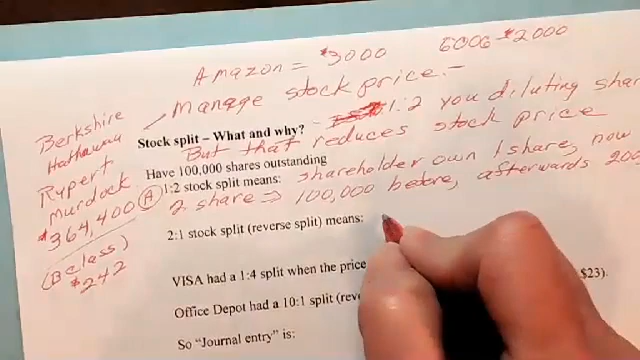 Amazon = $3000
GOOG - $2000
Manage stock price.-
1:2 you diluting shar
Stock split – What and why?
But that reduces stock price
Have 100,000 shares outstanding
1:2 stock split means: shareholder own 1 share, now
2 share ⇒ 100,000 before, afterwards 200
2:1 stock split (reverse split) means:
VISA had a 1:4 split when the price
$23).
Office Depot had a 10:1 split (rev
So “Journal entry” is:
Berkshire
Hathaway
Rupert
Murdock
$364,400 (A)
(B class)
$242